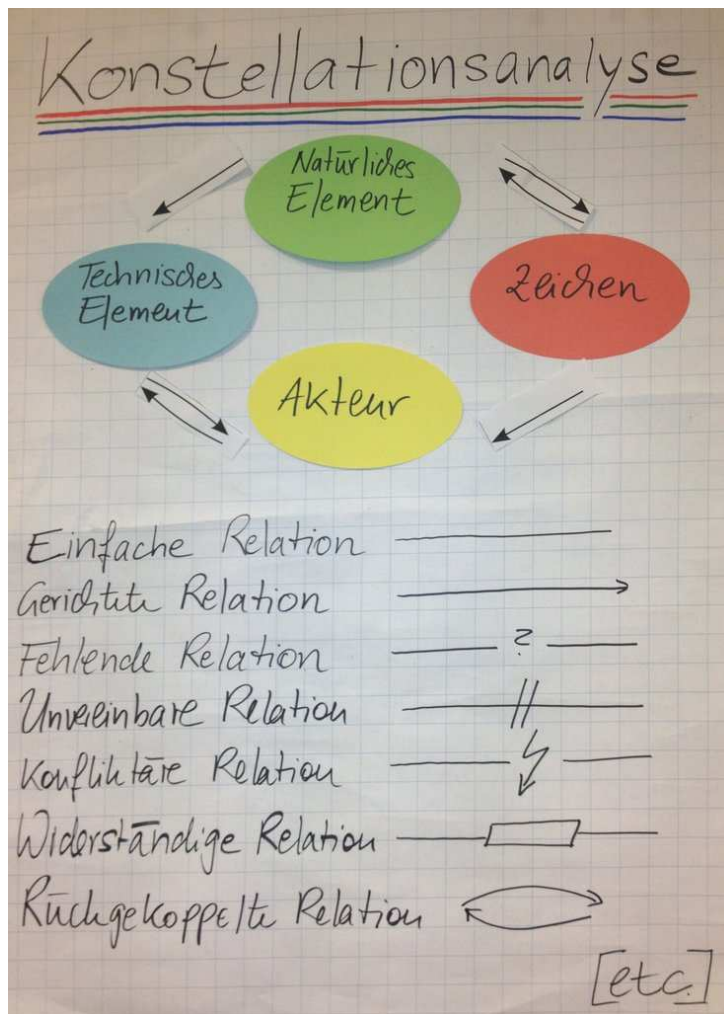 Konstellationsanalyse
Natürliches
Element
Technisches
Element
Zeichen
Akteur
Einfache Relation
Gerichtete Relation
Fehlende Relation
?
Unvereinbare Relation
Konfliktäre Relation
Widerständige Relation
Rückgekoppelte Relation
[etc.]